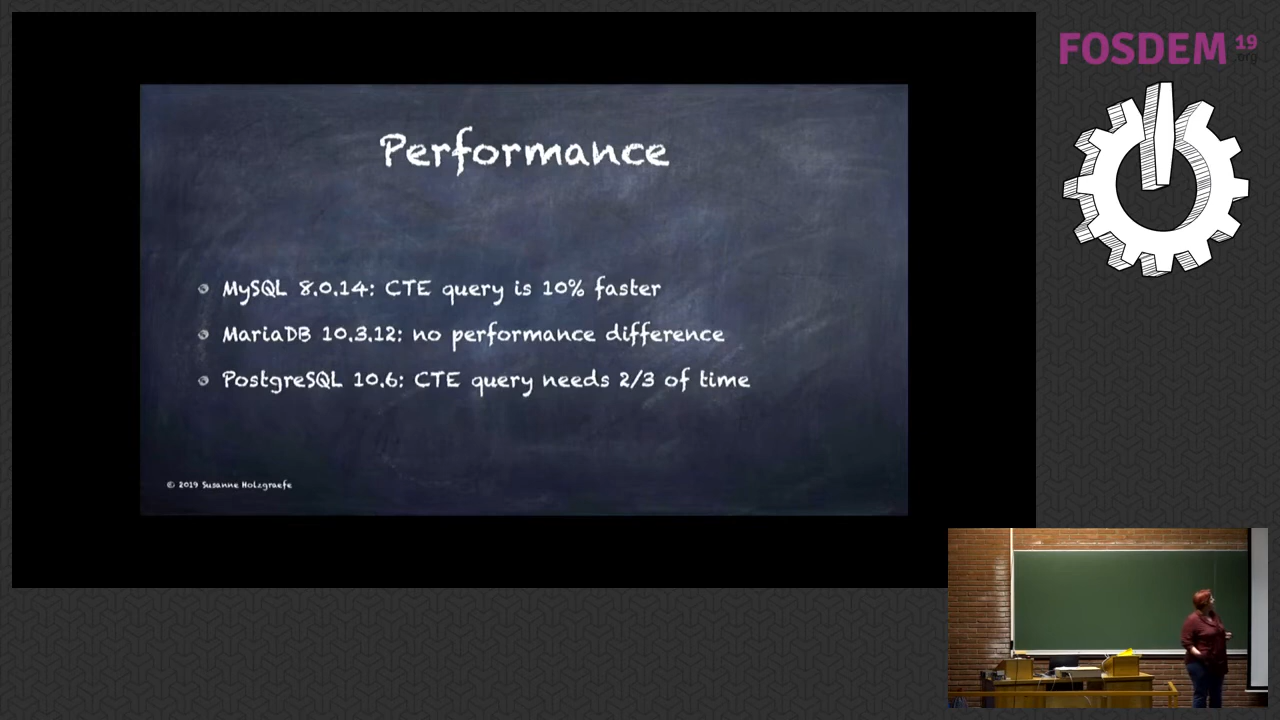 FOSDEM 19
.org
Performance
MySQL 8.0.14: CTE query is 10% faster
MariaDB 10.3.12: no performance difference
PostgreSQL 10.6: CTE query needs 2/3 of time
© 2019 Susanne Holzgraefe